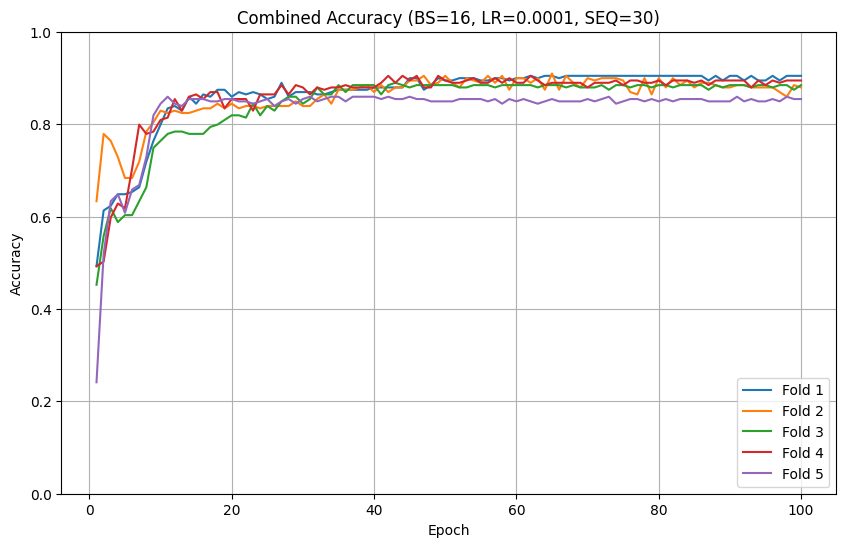 Combined Accuracy (BS=16, LR=0.0001, SEQ=30)
1.0
0.8
0.6
0.4
0.2
0.0
Accuracy
0 20 40 60 80 100
Epoch
Fold 1
Fold 2
Fold 3
Fold 4
Fold 5